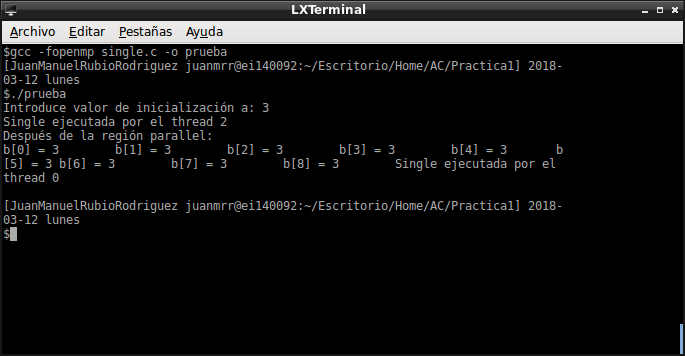 LXTerminal
Archivo Editar Pestañas Ayuda
$gcc -fopenmp single.c -o prueba
[JuanManuelRubioRodriguez juanmrr@ei140092:~/Escritorio/Home/AC/Practica1] 2018-
03-12 lunes
$./prueba
Introduce valor de inicialización a: 3
Single ejecutada por el thread 2
Después de la región parallel:
b[0] = 3 b[1] = 3 b[2] = 3 b[3] = 3 b[4] = 3 b
[5] = 3 b[6] = 3 b[7] = 3 b[8] = 3 Single ejecutada por el
thread 0
[JuanManuelRubioRodriguez juanmrr@ei140092:~/Escritorio/Home/AC/Practica1] 2018-
03-12 lunes
$